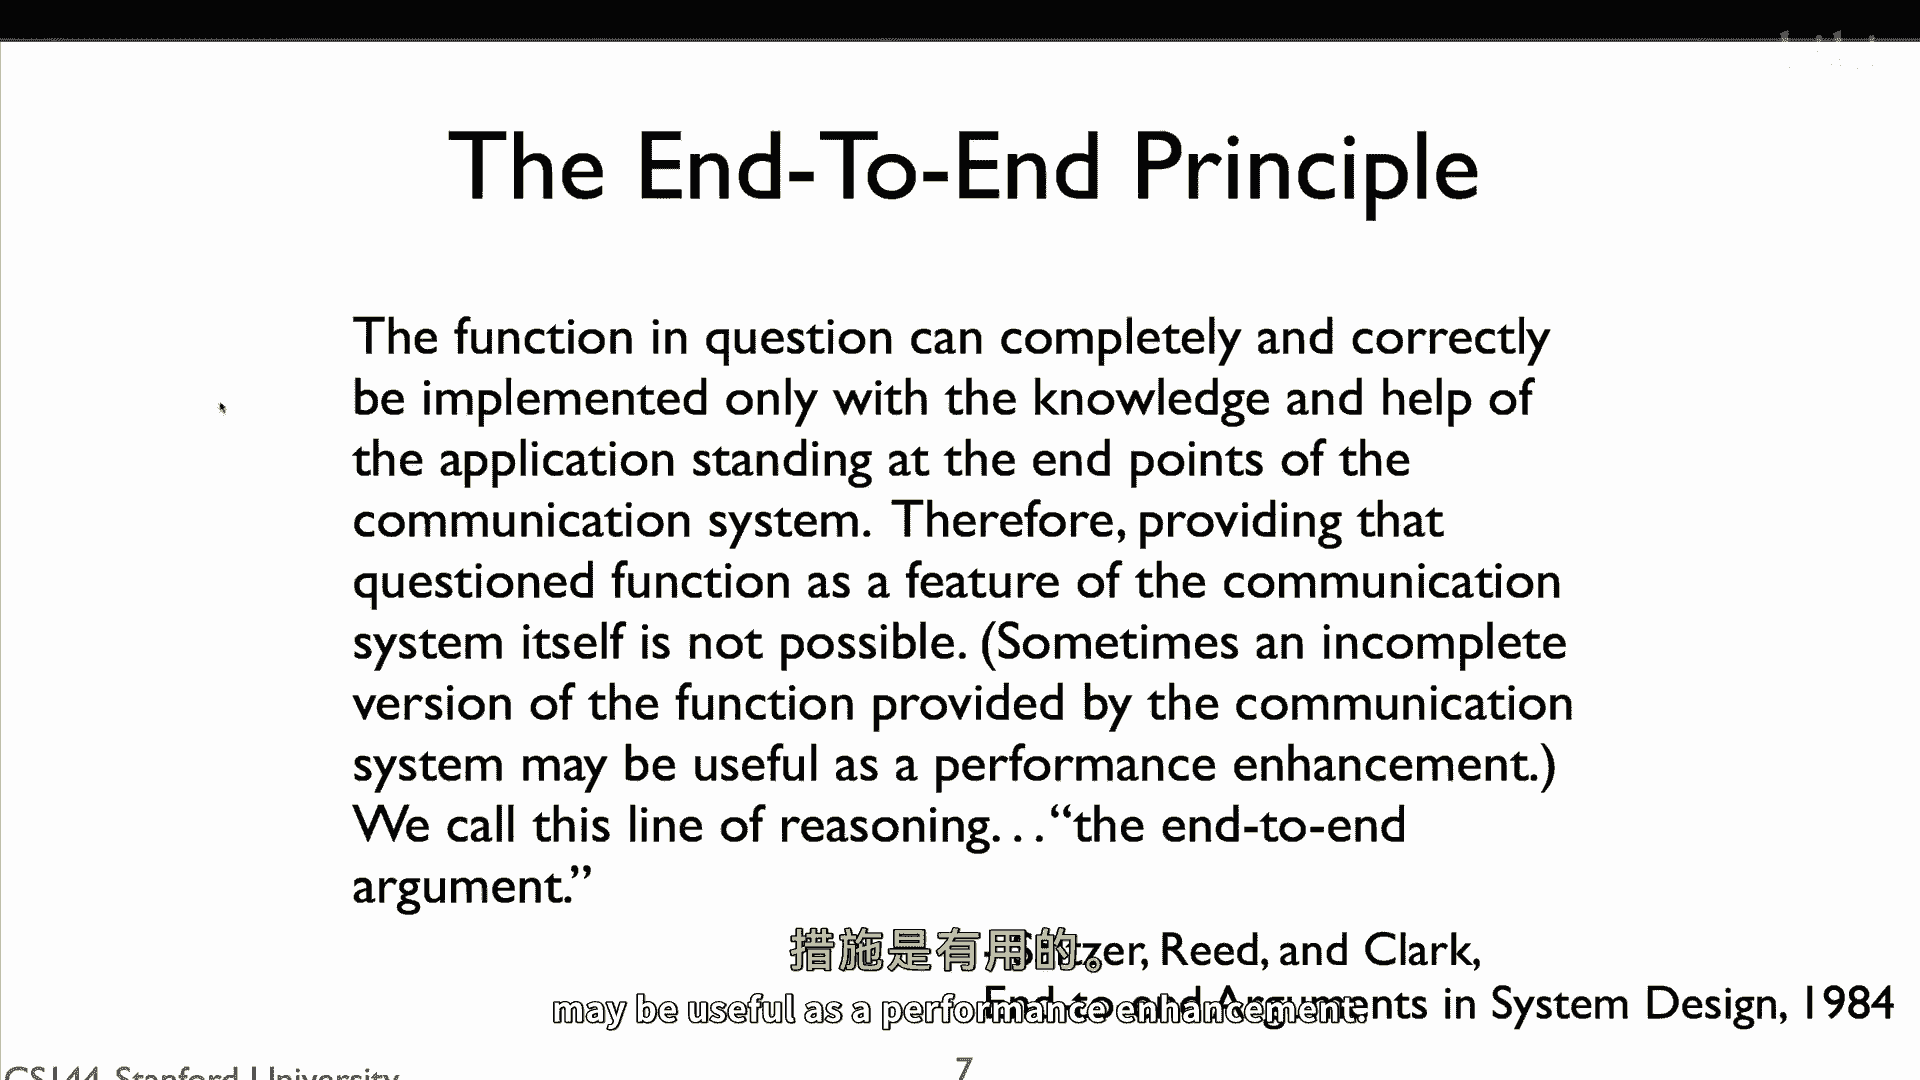 The End-To-End Principle
The function in question can completely and correctly
be implemented only with the knowledge and help of
the application standing at the end points of the
communication system. Therefore, providing that
questioned function as a feature of the communication
system itself is not possible. (Sometimes an incomplete
version of the function provided by the communication
system may be useful as a performance enhancement.)
We call this line of reasoning...“the end-to-end
argument.”
措施是有用的。
Reed, and Clark,
may be useful as a performance enhancement.
End-to-end Arguments in System Design, 1984
CS144, Stanford University
7